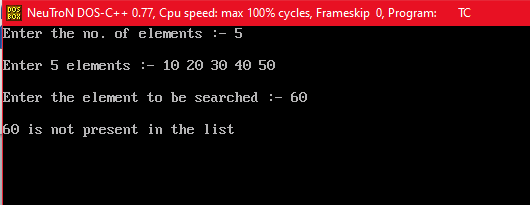 DOS BOX
NeuTroN DOS-C++ 0.77, Cpu speed: max 100% cycles, Frameskip 0, Program: TC
Enter the no. of elements :- 5
Enter 5 elements :- 10 20 30 40 50
Enter the element to be searched :- 60
60 is not present in the list